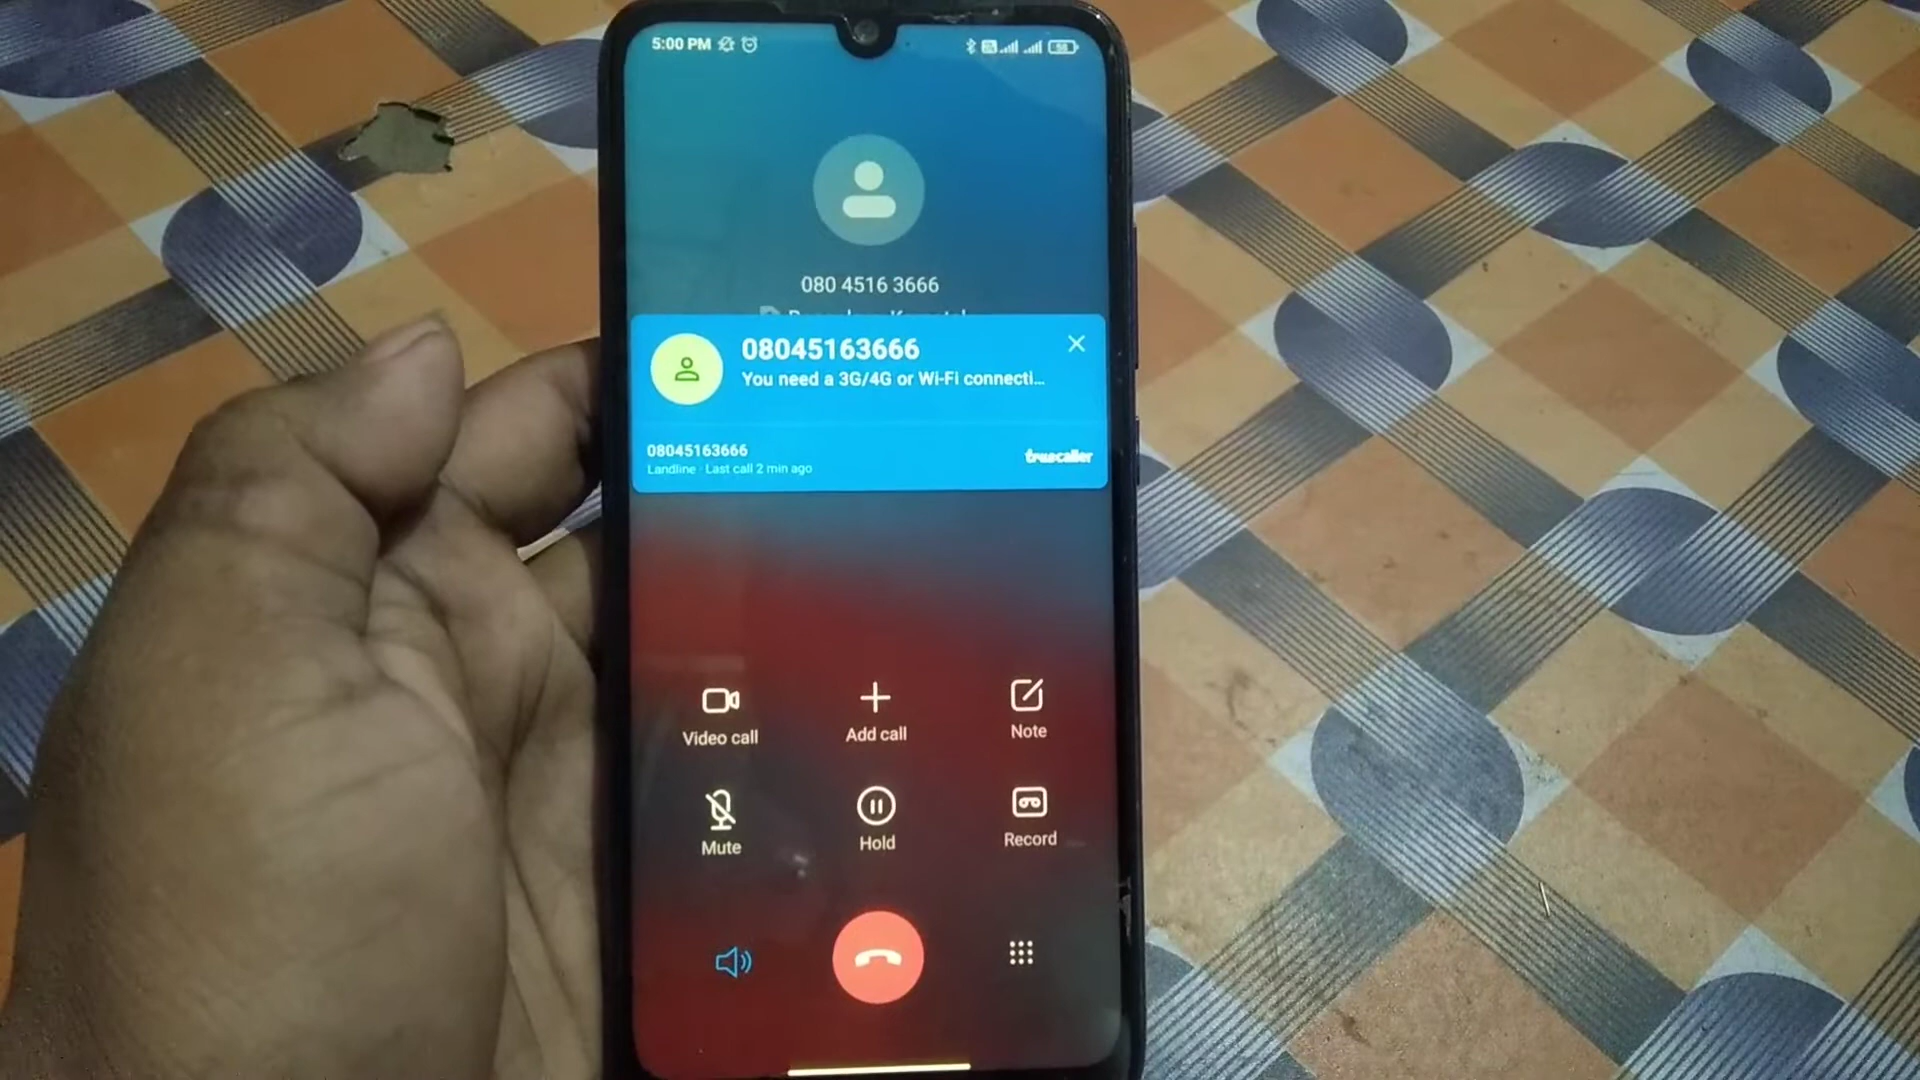 5:00 PM
56
080 4516 3666
08045163666
You need a 3G/4G or Wi-Fi connecti...
08045163666
Landline · Last call 2 min ago
truecaller
Video call
Add call
Note
Mute
Hold
Record